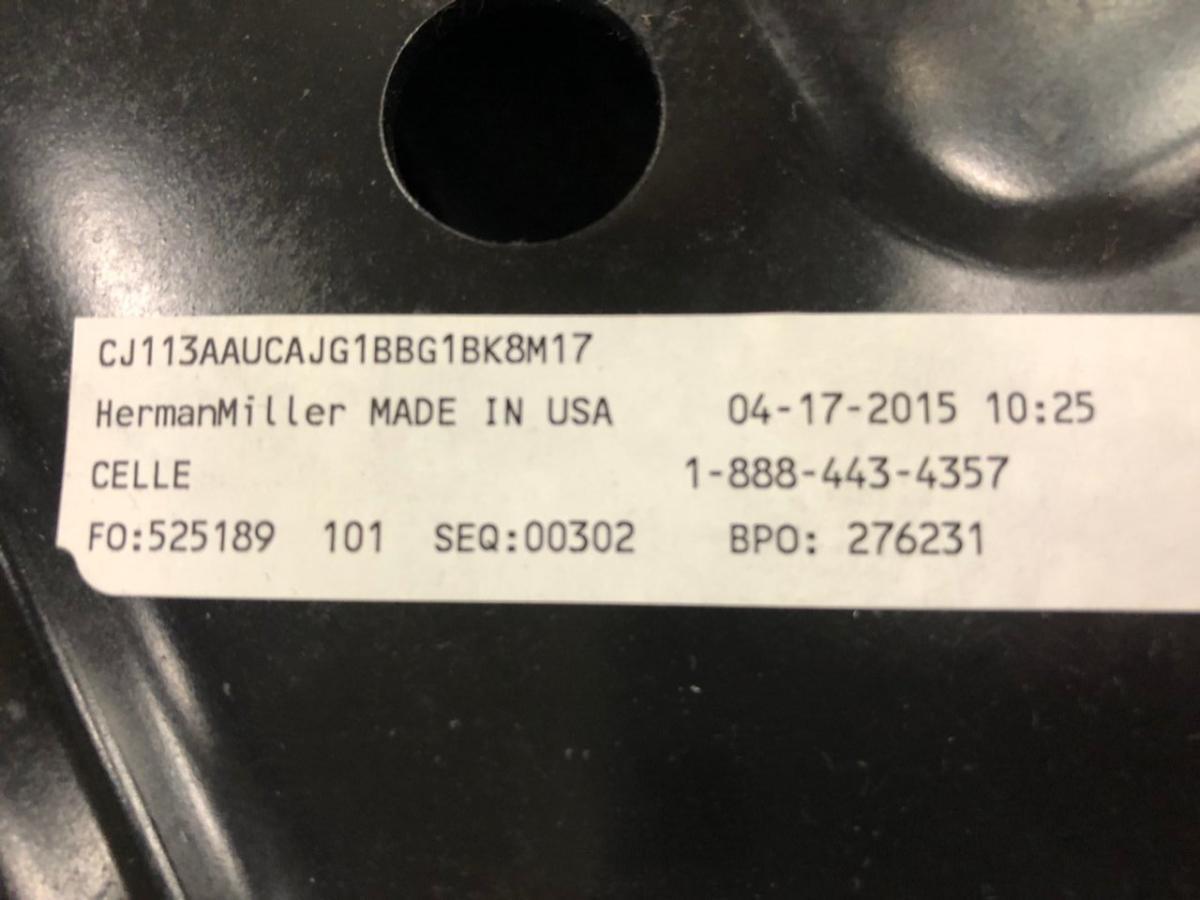 CJ113AAUCAJG1BBG1BK8M17
HermanMiller MADE IN USA 04-17-2015 10:25
CELLE 1-888-443-4357
FO:525189 101 SEQ:00302 BPO: 276231